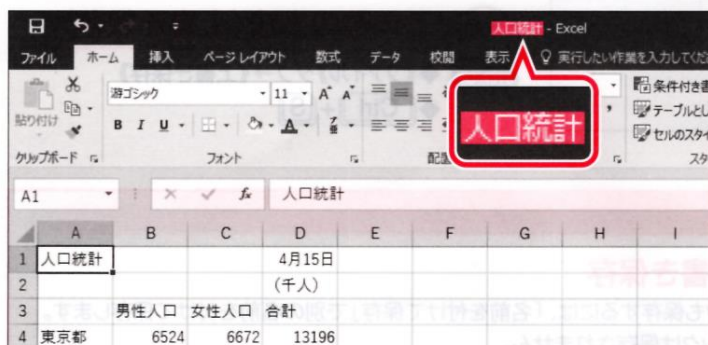 人口統計 - Excel
ファイル ホーム 挿入 ページレイアウト 数式 データ 校閲 表示 実行したい作業を入力してくだ
貼り付け
游ゴシック 11 A A
B I U A
条件付き書
テーブルとし
セルのスタイ
クリップボード フォント 配置 スタ
人口統計
A1 fx 人口統計
A B C D E F G H I
1 人口統計 4月15日
2 (千人)
3 男性人口 女性人口 合計
4 東京都 6524 6672 13196